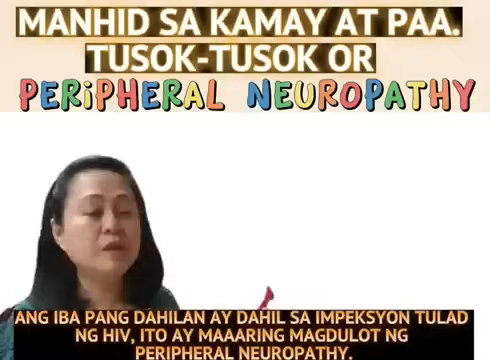 MANHID SA KAMAY AT PAA.
TUSOK-TUSOK OR
PERiPHERAL NEUROPATHY
ANG IBA PANG DAHILAN AY DAHIL SA IMPEKSYON TULAD
NG HIV, ITO AY MAAARING MAGDULOT NG
PERIPHERAL NEUROPATHY.